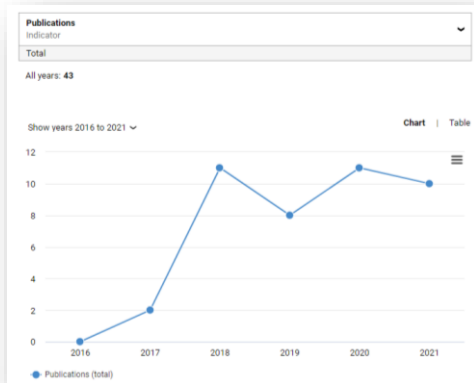 Publications
Indicator
Total
All years: 43
Show years 2016 to 2021
Chart | Table
12
10
8
6
4
2
0
2016 2017 2018 2019 2020 2021
Publications (total)